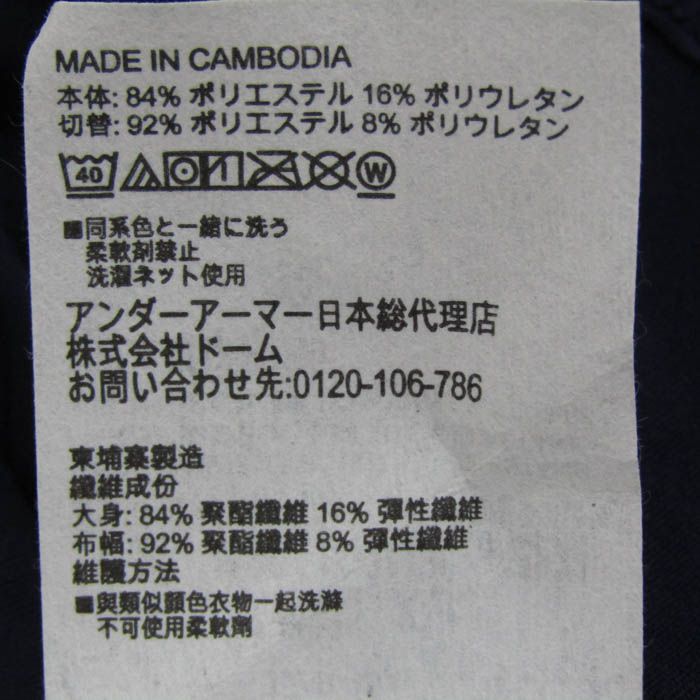 MADE IN CAMBODIA
本体: 84% ポリエステル 16% ポリウレタン
切替: 92% ポリエステル 8% ポリウレタン
40 W
■同系色と一緒に洗う
柔軟剤禁止
洗濯ネット使用
アンダーアーマー日本総代理店
株式会社ドーム
お問い合わせ先:0120-106-786
柬埔寨製造
纖維成份
大身: 84% 聚酯纖維 16% 彈性纖維
布幅: 92% 聚酯纖維 8% 彈性纖維
維護方法
■與類似顏色衣物一起洗滌
不可使用柔軟劑